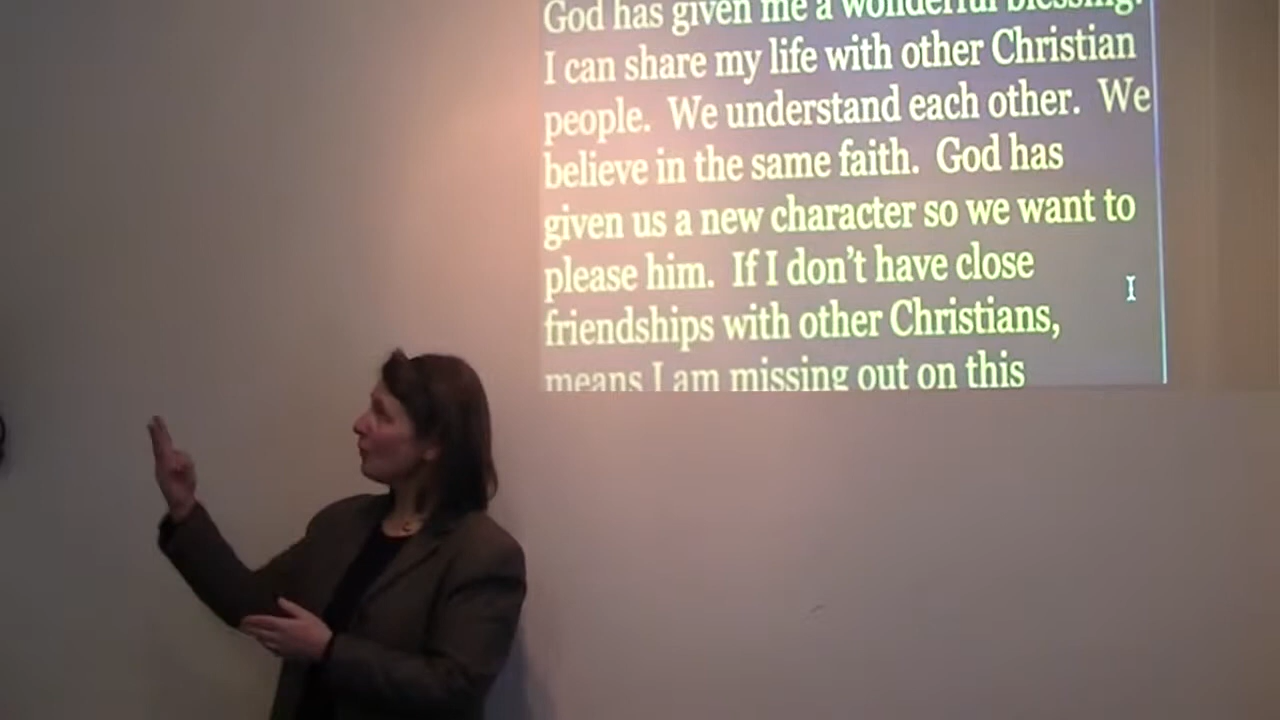 God has given me a wonderful blessing.
I can share my life with other Christian
people.  We understand each other.  We
believe in the same faith.  God has
given us a new character so we want to
please him.  If I don’t have close
friendships with other Christians,
means I am missing out on this